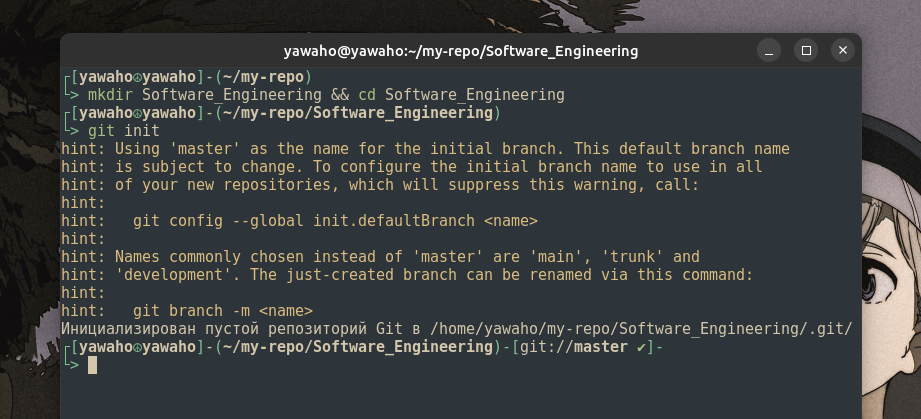 yawaho@yawaho:~/my-repo/Software_Engineering
┌[yawaho☮yawaho]-(~/my-repo)
└> mkdir Software_Engineering && cd Software_Engineering
┌[yawaho☮yawaho]-(~/my-repo/Software_Engineering)
└> git init
hint: Using 'master' as the name for the initial branch. This default branch name
hint: is subject to change. To configure the initial branch name to use in all
hint: of your new repositories, which will suppress this warning, call:
hint:
hint:   git config --global init.defaultBranch <name>
hint:
hint: Names commonly chosen instead of 'master' are 'main', 'trunk' and
hint: 'development'. The just-created branch can be renamed via this command:
hint:
hint:   git branch -m <name>
Инициализирован пустой репозиторий Git в /home/yawaho/my-repo/Software_Engineering/.git/
┌[yawaho☮yawaho]-(~/my-repo/Software_Engineering)-[git://master ✔]-
└>